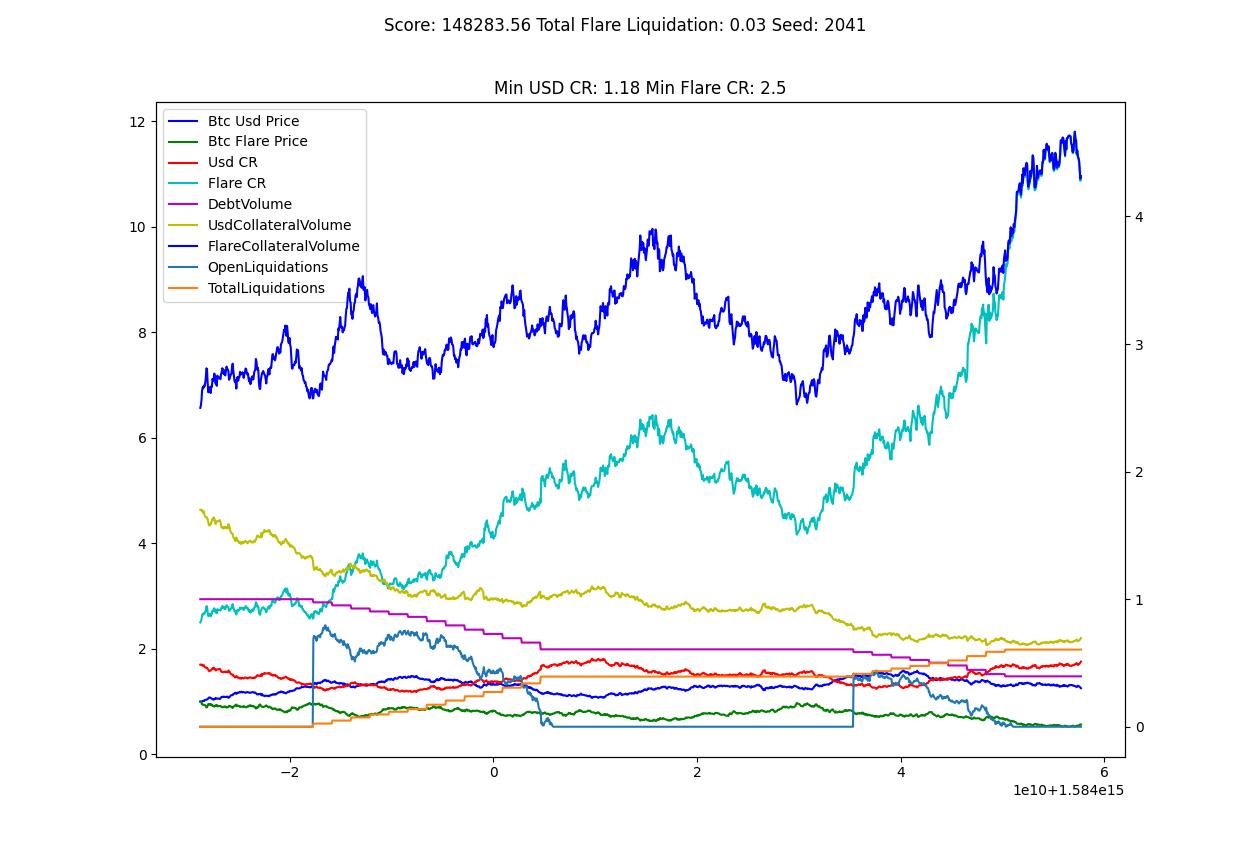 Score: 148283.56 Total Flare Liquidation: 0.03 Seed: 2041
Min USD CR: 1.18 Min Flare CR: 2.5
Btc Usd Price
Btc Flare Price
Usd CR
Flare CR
DebtVolume
UsdCollateralVolume
FlareCollateralVolume
OpenLiquidations
TotalLiquidations
12
10
8
6
4
2
0
4
3
2
1
0
−2
0
2
4
6
1e10+1.584e15